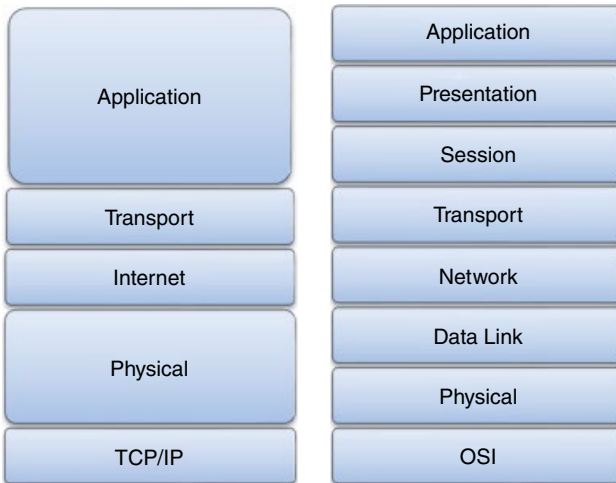 Application
Transport
Internet
Physical
TCP/IP
Application
Presentation
Session
Transport
Network
Data Link
Physical
OSI